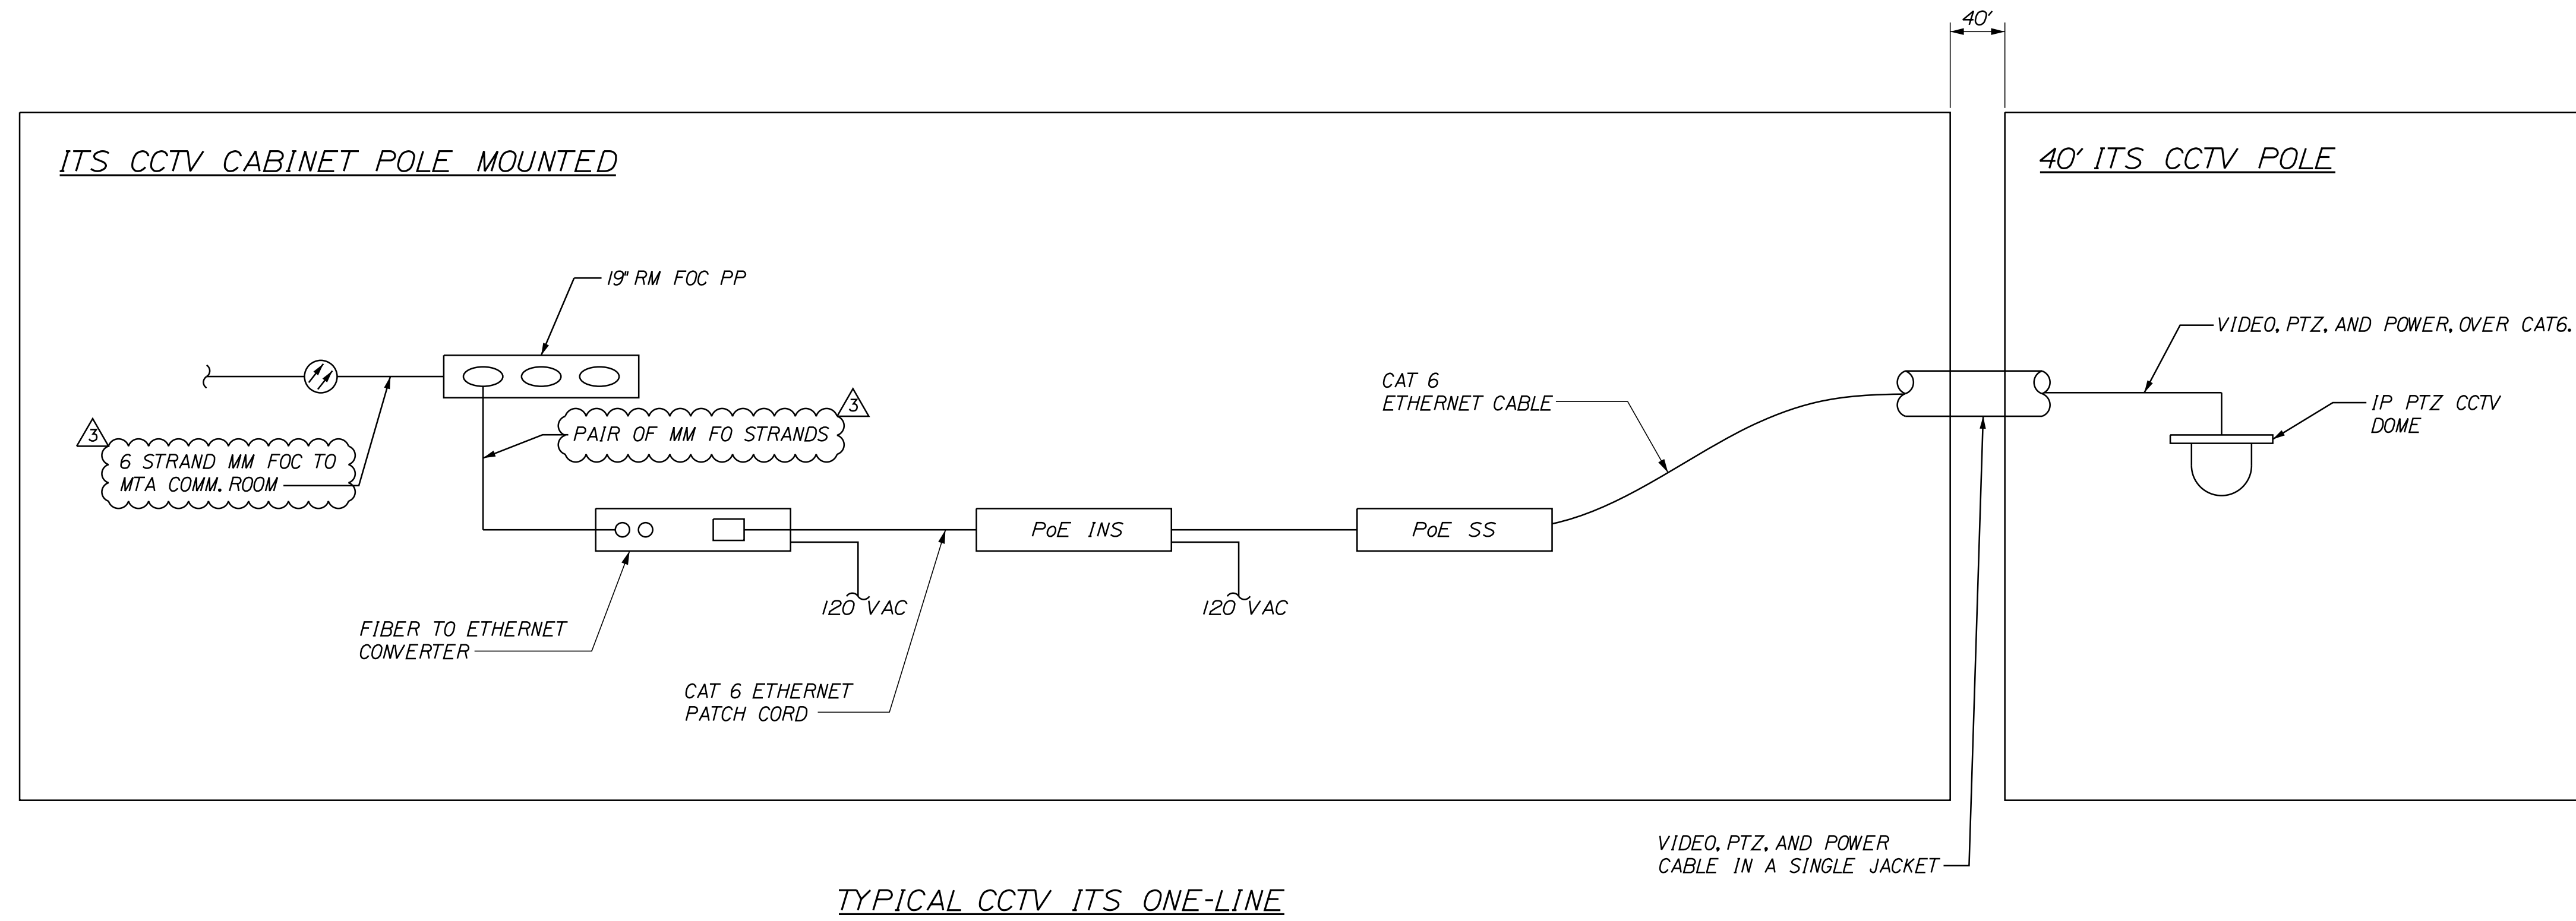 40'
ITS CCTV CABINET POLE MOUNTED
40' ITS CCTV POLE
19" RM FOC PP
VIDEO, PTZ, AND POWER, OVER CAT6.
3
PAIR OF MM FO STRANDS
3
6 STRAND MM FOC TO
MTA COMM. ROOM
CAT 6
ETHERNET CABLE
IP PTZ CCTV
DOME
PoE INS
PoE SS
120 VAC
120 VAC
FIBER TO ETHERNET
CONVERTER
CAT 6 ETHERNET
PATCH CORD
VIDEO, PTZ, AND POWER
CABLE IN A SINGLE JACKET
TYPICAL CCTV ITS ONE-LINE